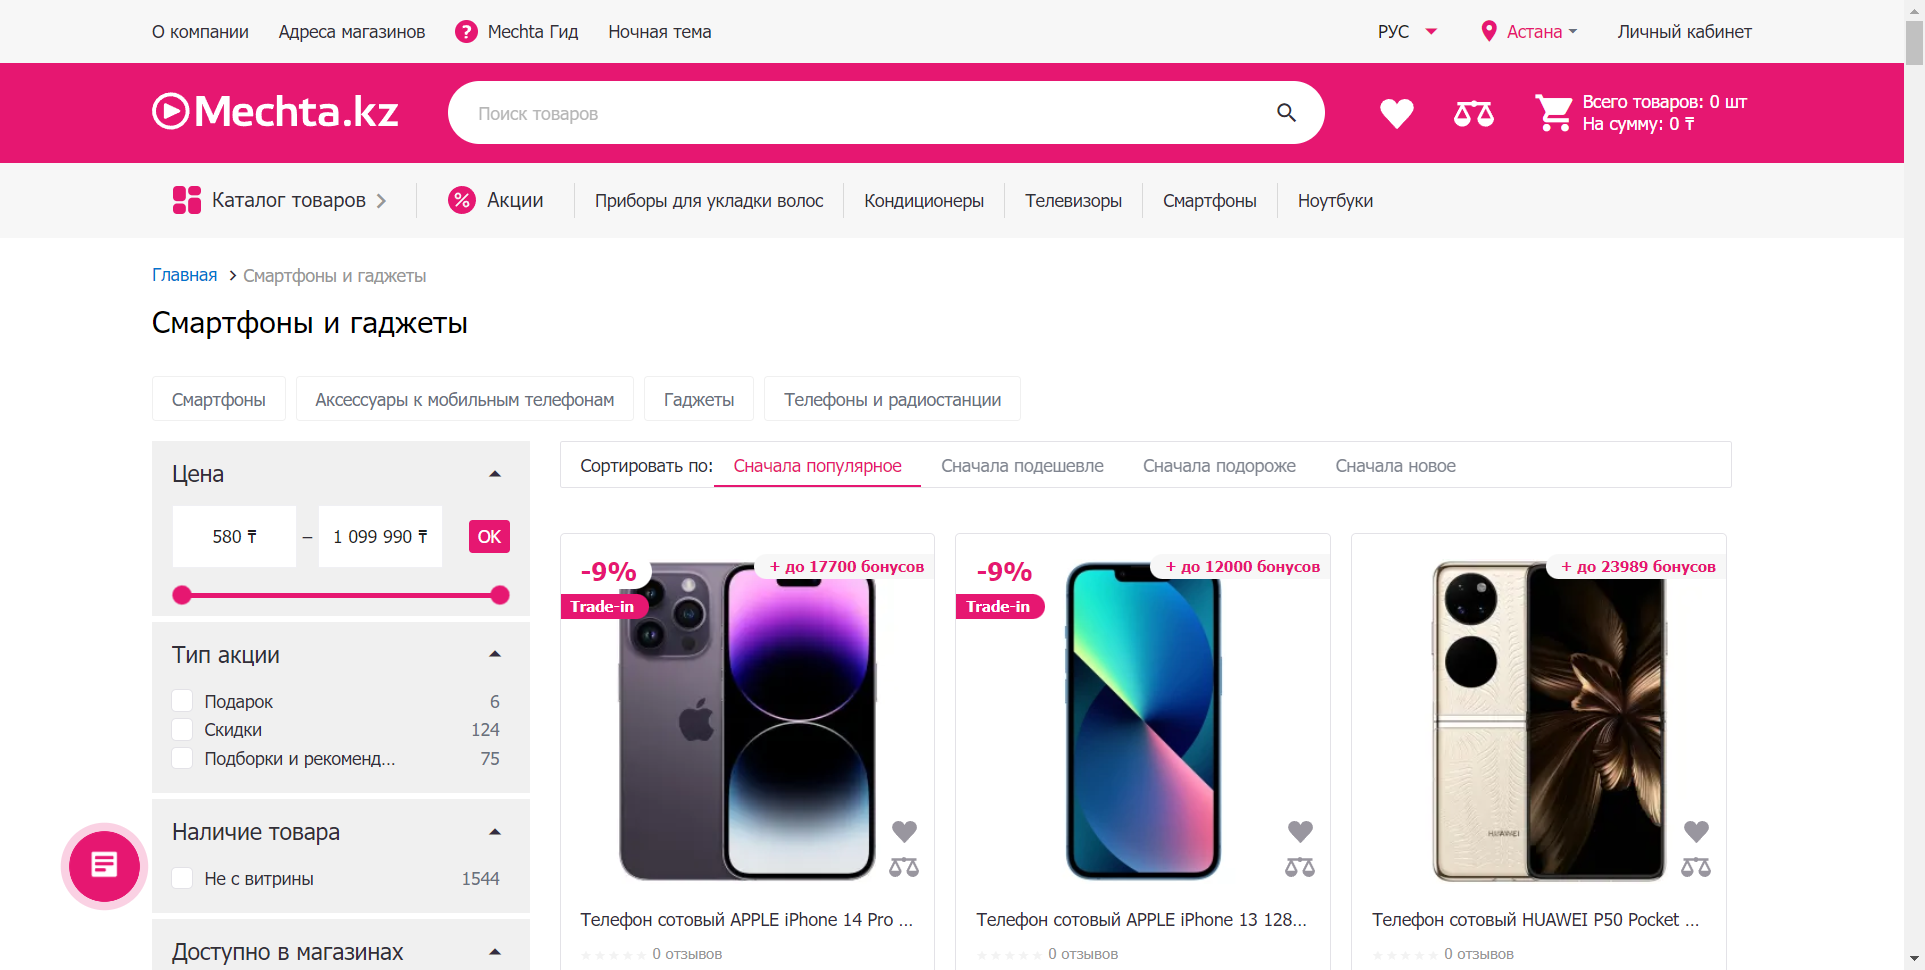 О компании
Адреса магазинов
?
Mechta Гид
Ночная тема
РУС
Астана
Личный кабинет
Mechta.kz
Поиск товаров
Всего товаров: 0 шт
На сумму: 0 ₸
Каталог товаров
%
Акции
Приборы для укладки волос
Кондиционеры
Телевизоры
Смартфоны
Ноутбуки
Главная
Смартфоны и гаджеты
Смартфоны и гаджеты
Смартфоны
Аксессуары к мобильным телефонам
Гаджеты
Телефоны и радиостанции
Цена
580 ₸ – 1 099 990 ₸
OK
Тип акции
Подарок 6
Скидки 124
Подборки и рекоменд... 75
Наличие товара
Не с витрины 1544
Доступно в магазинах
Сортировать по:
Сначала популярное
Сначала подешевле
Сначала подороже
Сначала новое
-9%
+ до 17700 бонусов
Trade-in
Телефон сотовый APPLE iPhone 14 Pro ...
0 отзывов
-9%
+ до 12000 бонусов
Trade-in
Телефон сотовый APPLE iPhone 13 128...
0 отзывов
+ до 23989 бонусов
HUAWEI
Телефон сотовый HUAWEI P50 Pocket ...
0 отзывов